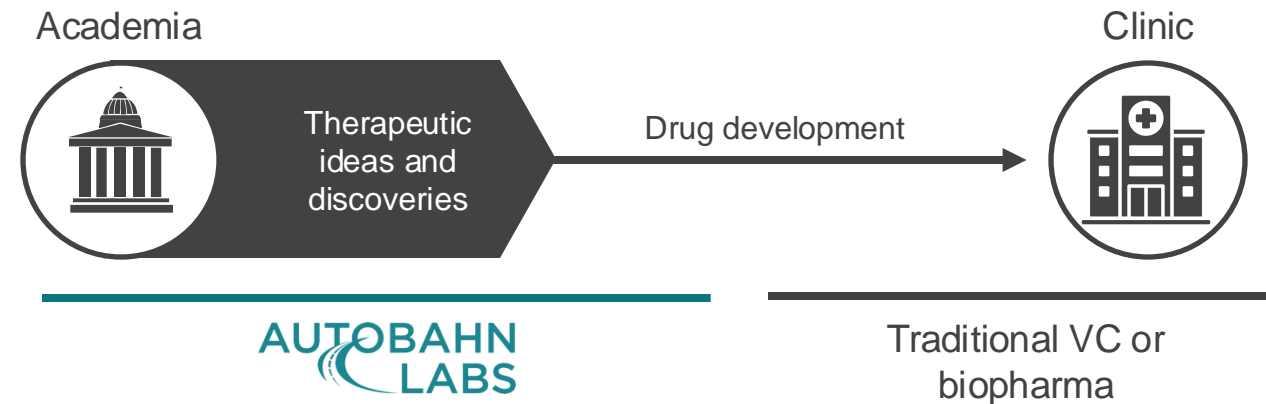 Academia
Clinic
Therapeutic
ideas and
discoveries
Drug development
AUTOBAHN
LABS
Traditional VC or
biopharma